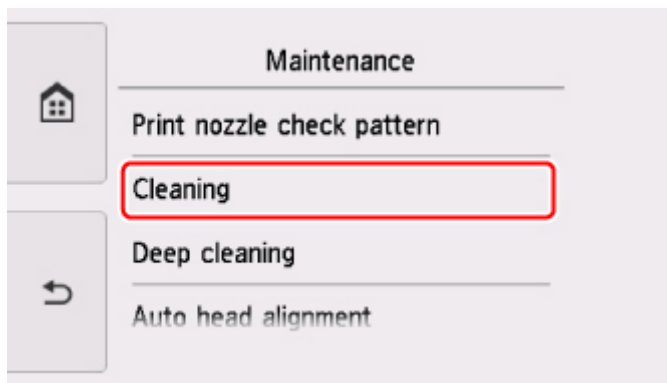 Maintenance
Print nozzle check pattern
Cleaning
Deep cleaning
Auto head alignment